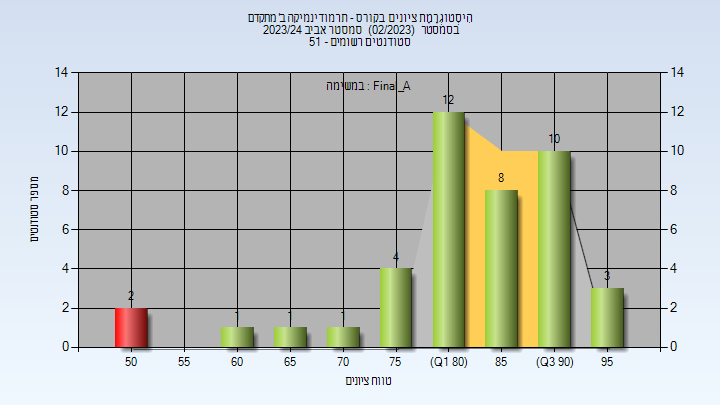 היסטוגרמת ציונים בקורס - תרמודינמיקה ב' מתקדם
בסמסטר (02/2023) סמסטר אביב 2023/24
סטודנטים רשומים - 51
במשימה : Final_A
מספר סטודנטים
14 14
12 12
10 10
8 8
6 6
4 4
2 2
0 0
2 1 1 1 4 12 8 10 3
50 55 60 65 70 75 (Q1 80) 85 (Q3 90) 95
טווח ציונים